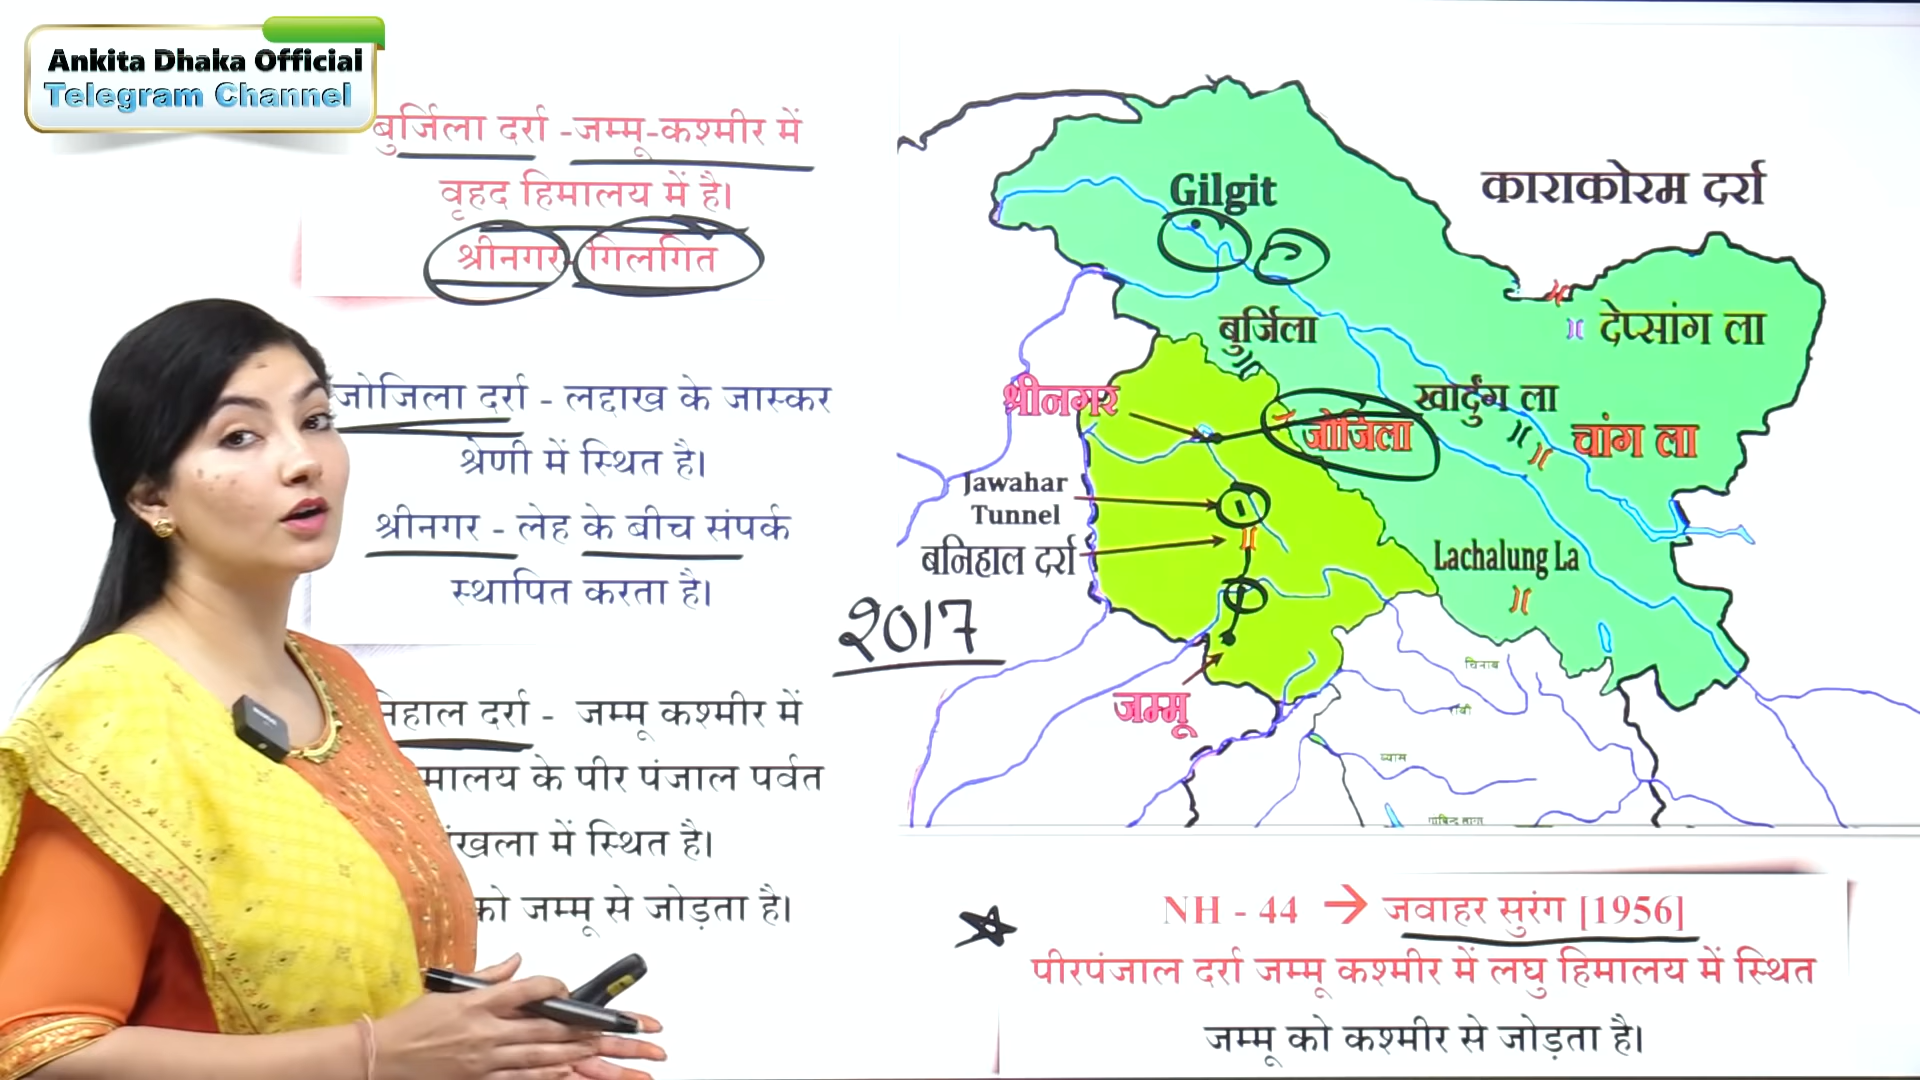 Ankita Dhaka Official
Telegram Channel
बुर्जिला दर्रा -जम्मू-कश्मीर में
वृहद हिमालय में है।
श्रीनगर-गिलगित
जोजिला दर्रा - लद्दाख के जास्कर
श्रेणी में स्थित है।
श्रीनगर - लेह के बीच संपर्क
स्थापित करता है।
निहाल दर्रा - जम्मू कश्मीर में
मालय के पीर पंजाल पर्वत
खला में स्थित है।
को जम्मू से जोड़ता है।
Gilgit
काराकोरम दर्रा
बुर्जिला
देप्सांग ला
श्रीनगर
जोजिला
खार्दुंग ला
चांग ला
Jawahar
Tunnel
बनिहाल दर्रा
Lachalung La
२017
जम्मू
चिनाब
रावी
ब्यास
NH - 44 → जवाहर सुरंग [1956]
पीरपंजाल दर्रा जम्मू कश्मीर में लघु हिमालय में स्थित
जम्मू को कश्मीर से जोड़ता है।